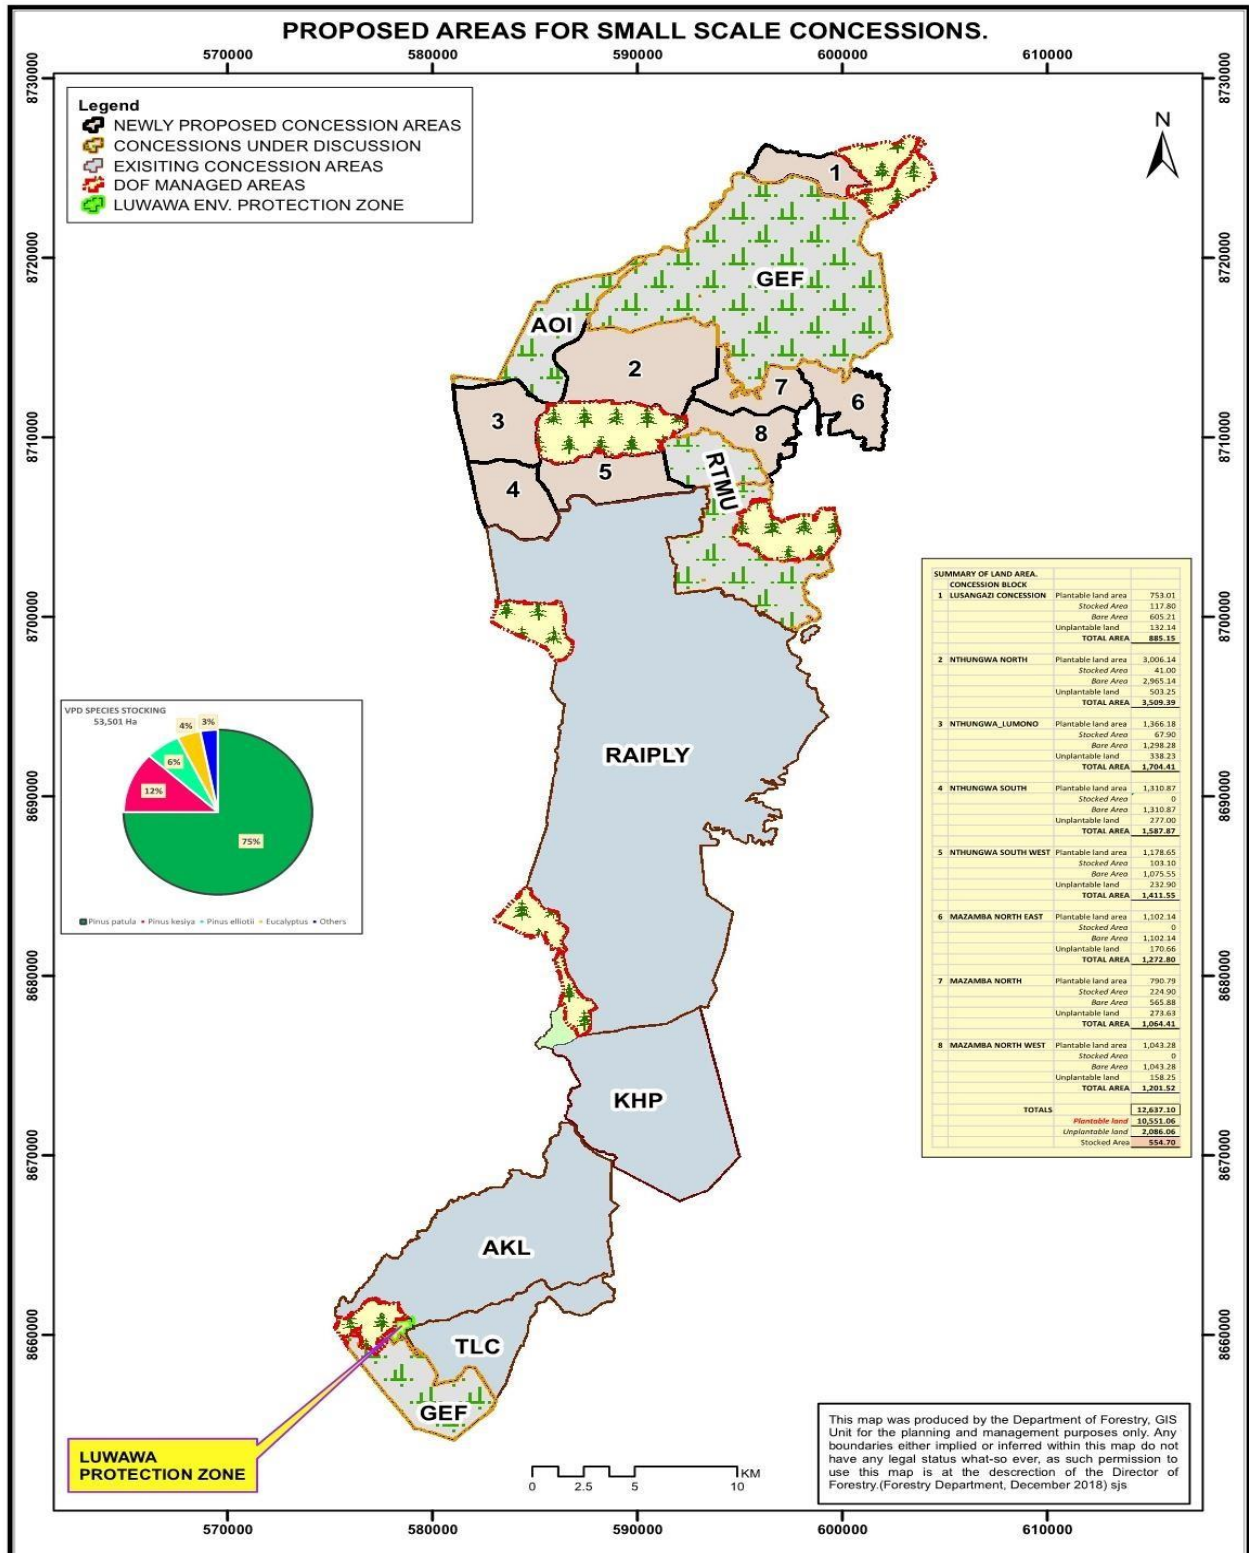 PROPOSED AREAS FOR SMALL SCALE CONCESSIONS.
570000 580000 590000 600000 610000
8730000 8730000
8720000 8720000
8710000 8710000
8700000 8700000
8690000 8690000
8680000 8680000
8670000 8670000
8660000 8660000
Legend
NEWLY PROPOSED CONCESSION AREAS
CONCESSIONS UNDER DISCUSSION
EXISITING CONCESSION AREAS
DOF MANAGED AREAS
LUWAWA ENV. PROTECTION ZONE
N
1
GEF
AOI
2
7
6
3
8
5
4
RTMU
RAIPLY
KHP
AKL
TLC
GEF
VPD SPECIES STOCKING
53,501 Ha
4% 3%
6%
12%
75%
Pinus patula Pinus kesiya Pinus elliotii Eucalyptus Others
SUMMARY OF LAND AREA.
CONCESSION BLOCK
1 LUSANGAZI CONCESSION Plantable land area 753.01
Stocked Area 117.80
Bare Area 605.21
Unplantable land 132.14
TOTAL AREA 885.15
2 NTHUNGWA NORTH Plantable land area 3,006.14
Stocked Area 41.00
Bare Area 2,965.14
Unplantable land 503.25
TOTAL AREA 3,509.39
3 NTHUNGWA_LUMONO Plantable land area 1,366.18
Stocked Area 67.90
Bare Area 1,298.28
Unplantable land 338.23
TOTAL AREA 1,704.41
4 NTHUNGWA SOUTH Plantable land area 1,310.87
Stocked Area 0
Bare Area 1,310.87
Unplantable land 277.00
TOTAL AREA 1,587.87
5 NTHUNGWA SOUTH WEST Plantable land area 1,178.65
Stocked Area 103.10
Bare Area 1,075.55
Unplantable land 232.90
TOTAL AREA 1,411.55
6 MAZAMBA NORTH EAST Plantable land area 1,102.14
Stocked Area 0
Bare Area 1,102.14
Unplantable land 170.66
TOTAL AREA 1,272.80
7 MAZAMBA NORTH Plantable land area 790.79
Stocked Area 224.90
Bare Area 565.88
Unplantable land 273.63
TOTAL AREA 1,064.41
8 MAZAMBA NORTH WEST Plantable land area 1,043.28
Stocked Area 0
Bare Area 1,043.28
Unplantable land 158.25
TOTAL AREA 1,201.52
TOTALS 12,637.10
Plantable land 10,551.06
Unplantable land 2,086.06
Stocked Area 554.70
LUWAWA
PROTECTION ZONE
KM
0 2.5 5 10
This map was produced by the Department of Forestry, GIS
Unit for the planning and management purposes only. Any
boundaries either implied or inferred within this map do not
have any legal status what-so ever, as such permission to
use this map is at the descrection of the Director of
Forestry.(Forestry Department, December 2018) sjs
570000 580000 590000 600000 610000